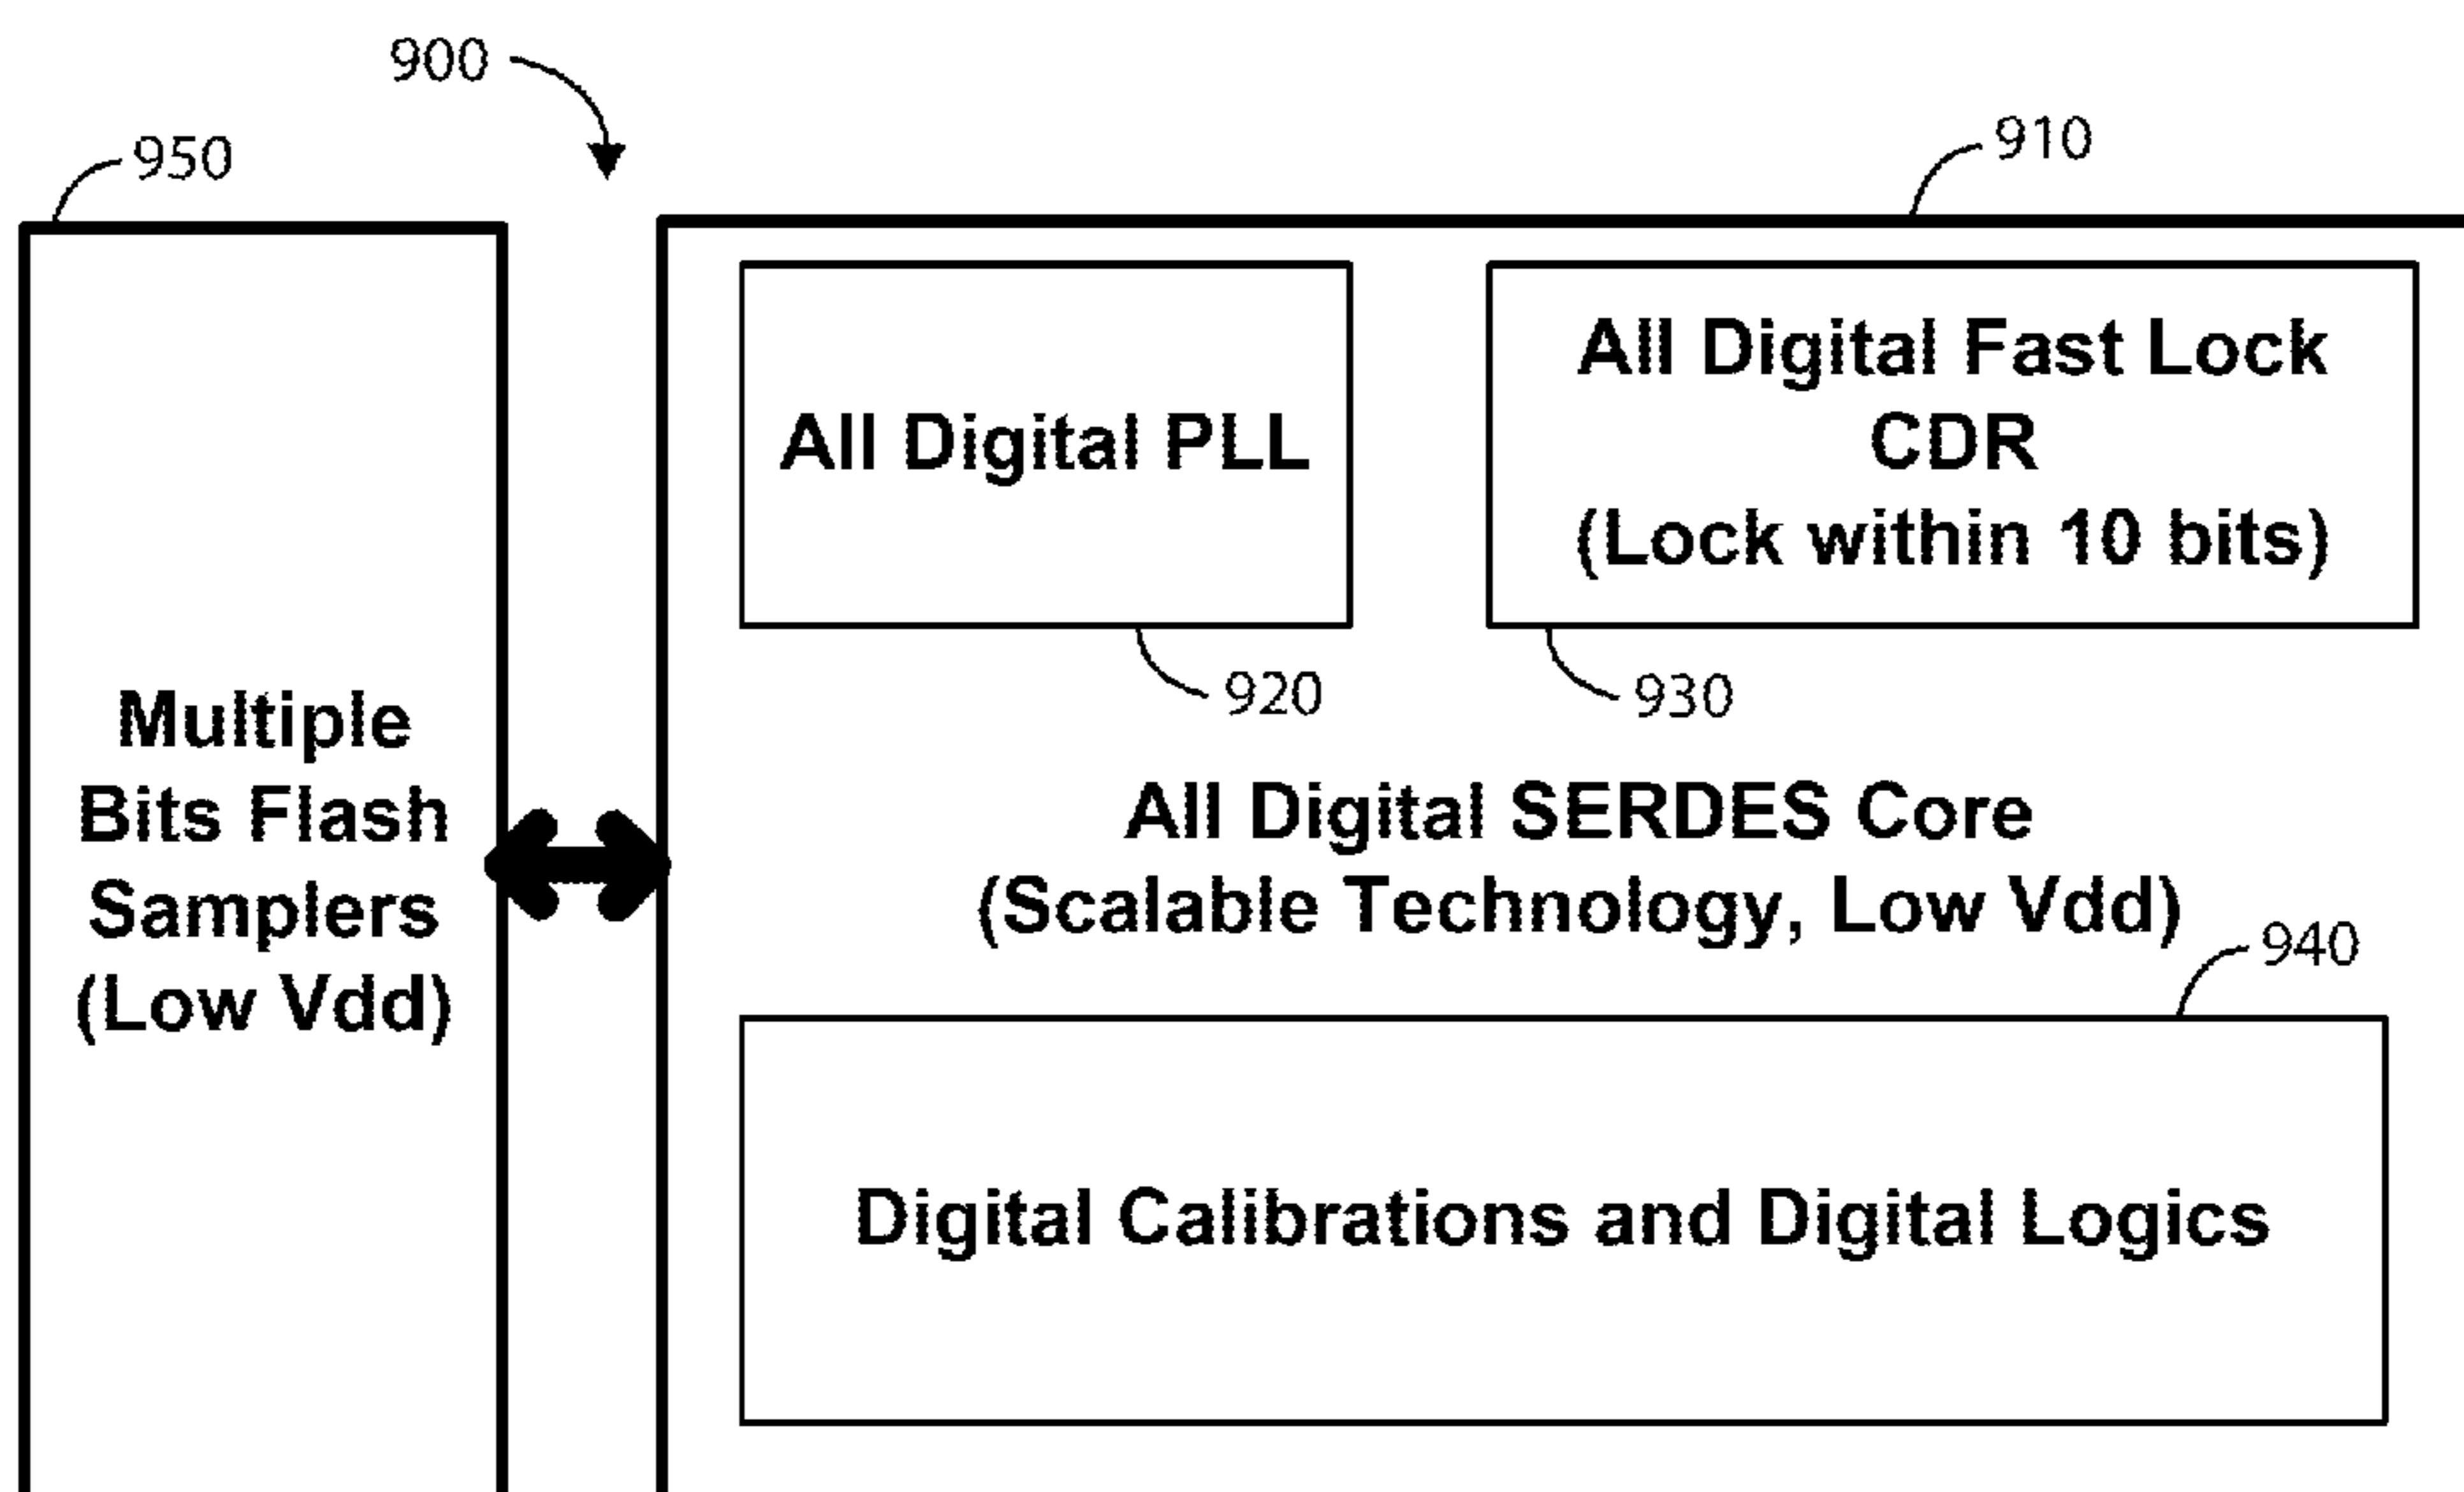 900
950
910
All Digital PLL
All Digital Fast Lock
CDR
(Lock within 10 bits)
920
930
Multiple
Bits Flash
Samplers
(Low Vdd)
All Digital SERDES Core
(Scalable Technology, Low Vdd)
940
Digital Calibrations and Digital Logics